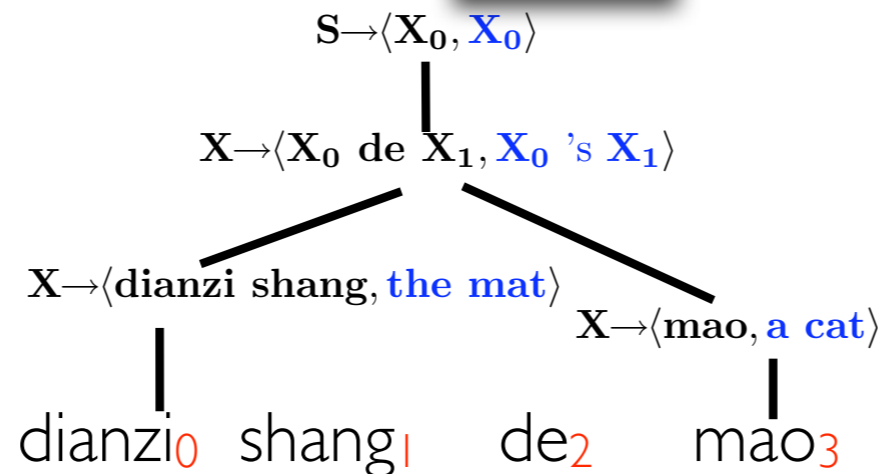 S→⟨X₀, X₀⟩
X→⟨X₀ de X₁, X₀ 's X₁⟩
X→⟨dianzi shang, the mat⟩
X→⟨mao, a cat⟩
dianzi₀ shang₁ de₂ mao₃